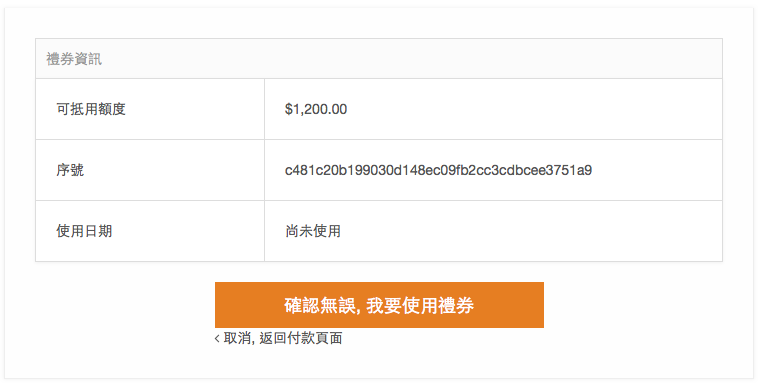 禮券資訊
可抵用額度 $1,200.00
序號 c481c20b199030d148ec09fb2cc3cdbcee3751a9
使用日期 尚未使用
確認無誤, 我要使用禮券
‹ 取消, 返回付款頁面